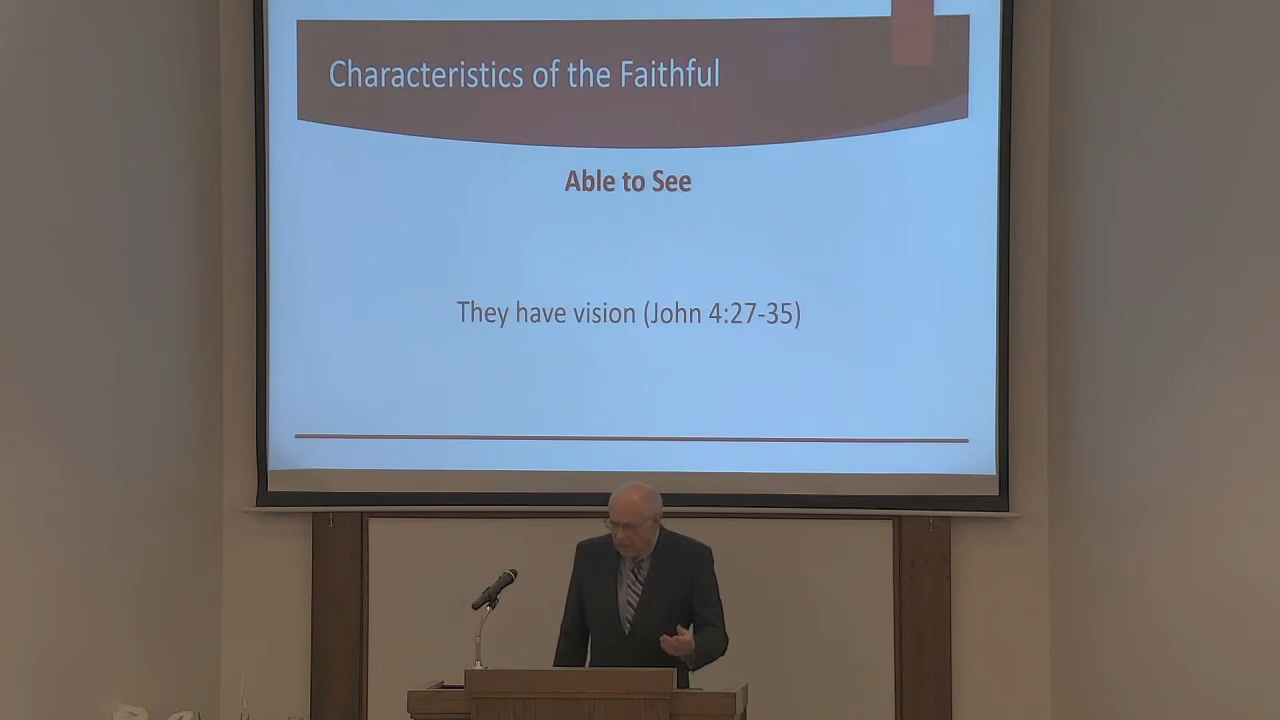 Characteristics of the Faithful
Able to See
They have vision (John 4:27-35)